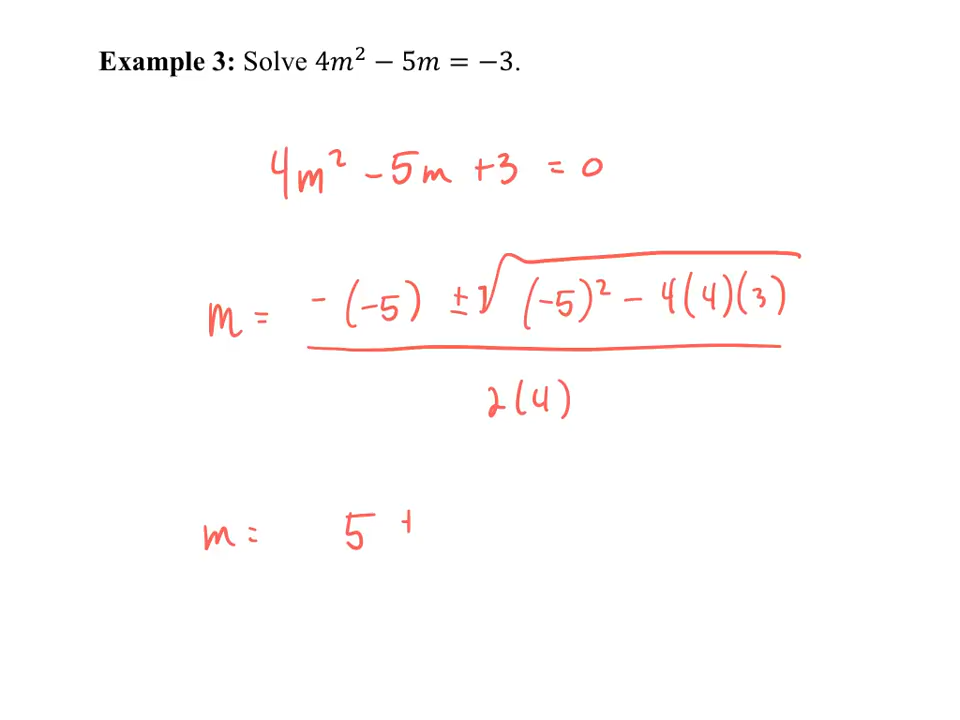 Example 3: Solve 4m² − 5m = −3.
4m² - 5m + 3 = 0
m = -(-5) ±√((-5)² - 4(4)(3))
2(4)
m = 5 +